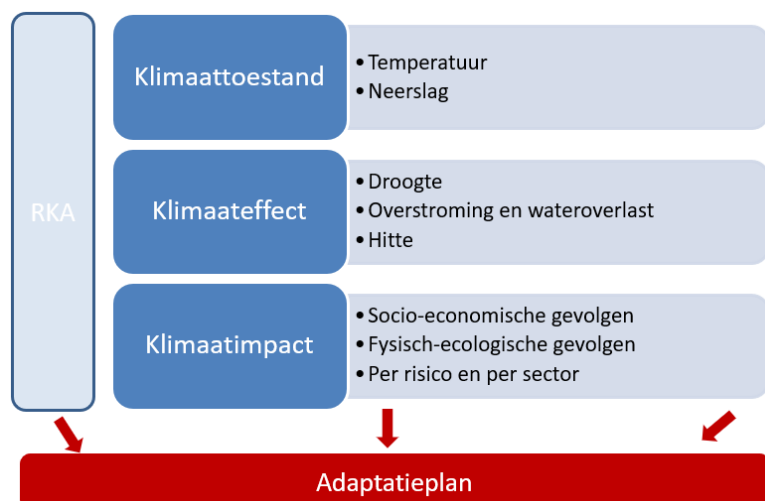 RKA
Klimaattoestand
• Temperatuur
• Neerslag
Klimaateffect
• Droogte
• Overstroming en wateroverlast
• Hitte
Klimaatimpact
• Socio-economische gevolgen
• Fysisch-ecologische gevolgen
• Per risico en per sector
Adaptatieplan